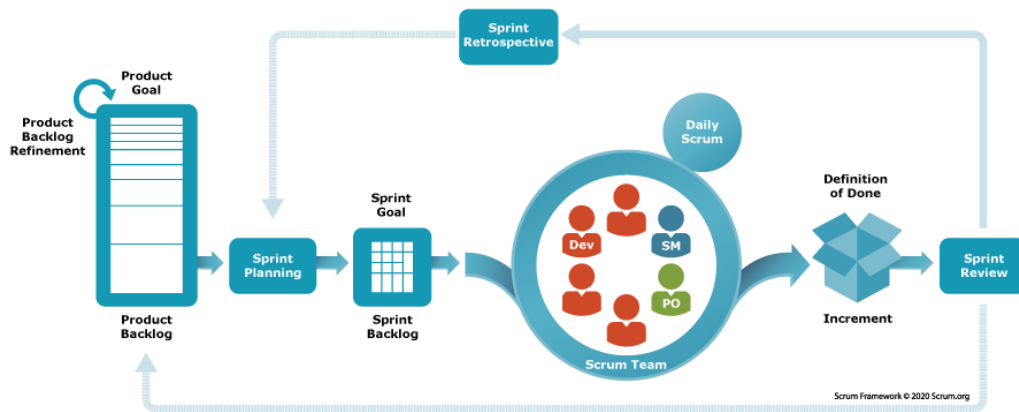 Sprint
Retrospective
Product
Goal
Product
Backlog
Refinement
Daily
Scrum
Sprint
Goal
Definition
of Done
Dev
SM
Sprint
Planning
Sprint
Review
PO
Product
Backlog
Sprint
Backlog
Increment
Scrum Team
Scrum Framework © 2020 Scrum.org